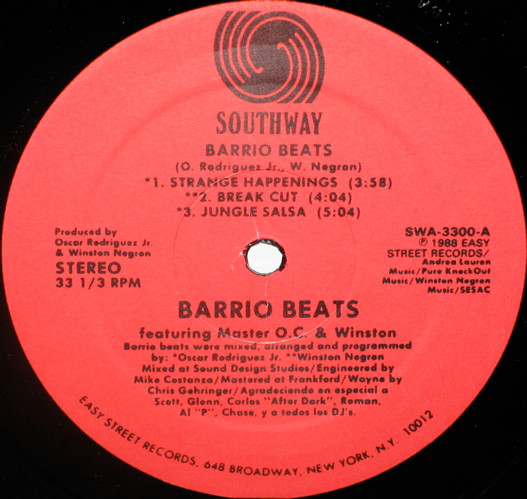 SOUTHWAY
BARRIO BEATS
(O. Rodriguez Jr., W. Negron)
*1. STRANGE HAPPENINGS (3:58)
**2. BREAK CUT (4:04)
*3. JUNGLE SALSA (5:04)
Produced by
Oscar Rodriguez Jr.
& Winston Negron
STEREO
33 1/3 RPM
SWA-3300-A
℗ 1988 EASY
STREET RECORDS/
Andrea Lauren
Music/Pure KnockOut
Music/Winston Negron
Music/SESAC
BARRIO BEATS
featuring Master O.C. & Winston
Barrio beats were mixed, arranged and programmed
by: *Oscar Rodriguez Jr. **Winston Negron
Mixed at Sound Design Studios/Engineered by
Mike Costanza/Mastered at Frankford/Wayne by
Chris Gehringer/Agradeciendo en especial a
Scott, Glenn, Carlos "After Dark", Roman,
Al "P", Chase, y a todos los DJ's.
EASY STREET RECORDS, 648 BROADWAY, NEW YORK, N.Y. 10012